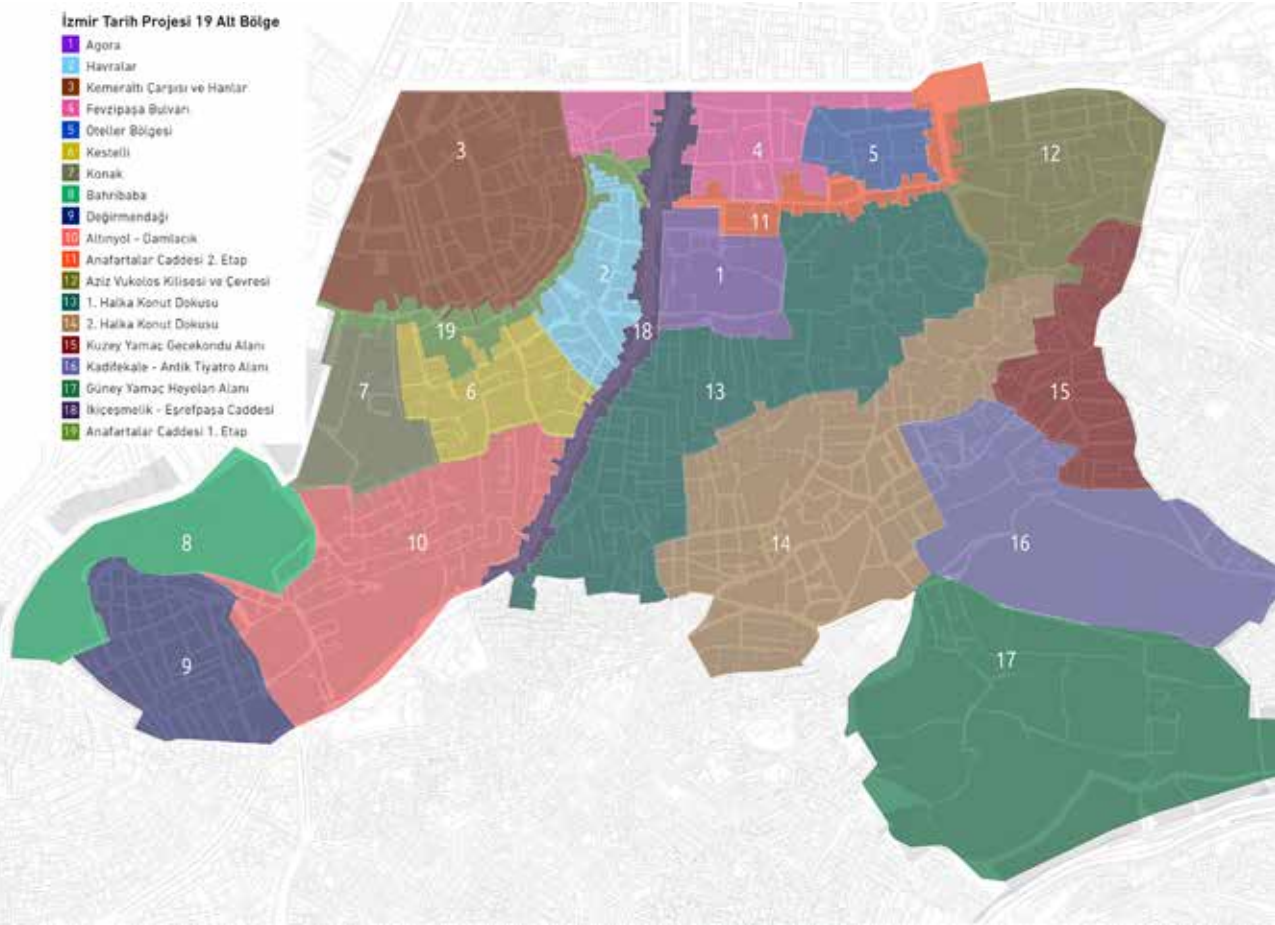 İzmir Tarih Projesi 19 Alt Bölge
1 Agora
2 Havralar
3 Kemeraltı Çarşısı ve Hanlar
4 Fevzipaşa Bulvarı
5 Oteller Bölgesi
6 Kestelli
7 Konak
8 Bahribaba
9 Değirmendağı
10 Altınyol - Damlacık
11 Anafartalar Caddesi 2. Etap
12 Aziz Vukolos Kilisesi ve Çevresi
13 1. Halka Konut Dokusu
14 2. Halka Konut Dokusu
15 Kuzey Yamaç Gecekondu Alanı
16 Kadifekale - Antik Tiyatro Alanı
17 Güney Yamaç Heyelan Alanı
18 İkiçeşmelik - Eşrefpaşa Caddesi
19 Anafartalar Caddesi 1. Etap
3
4
5
12
11
2
1
19
18
7
6
13
15
8
10
14
16
9
17